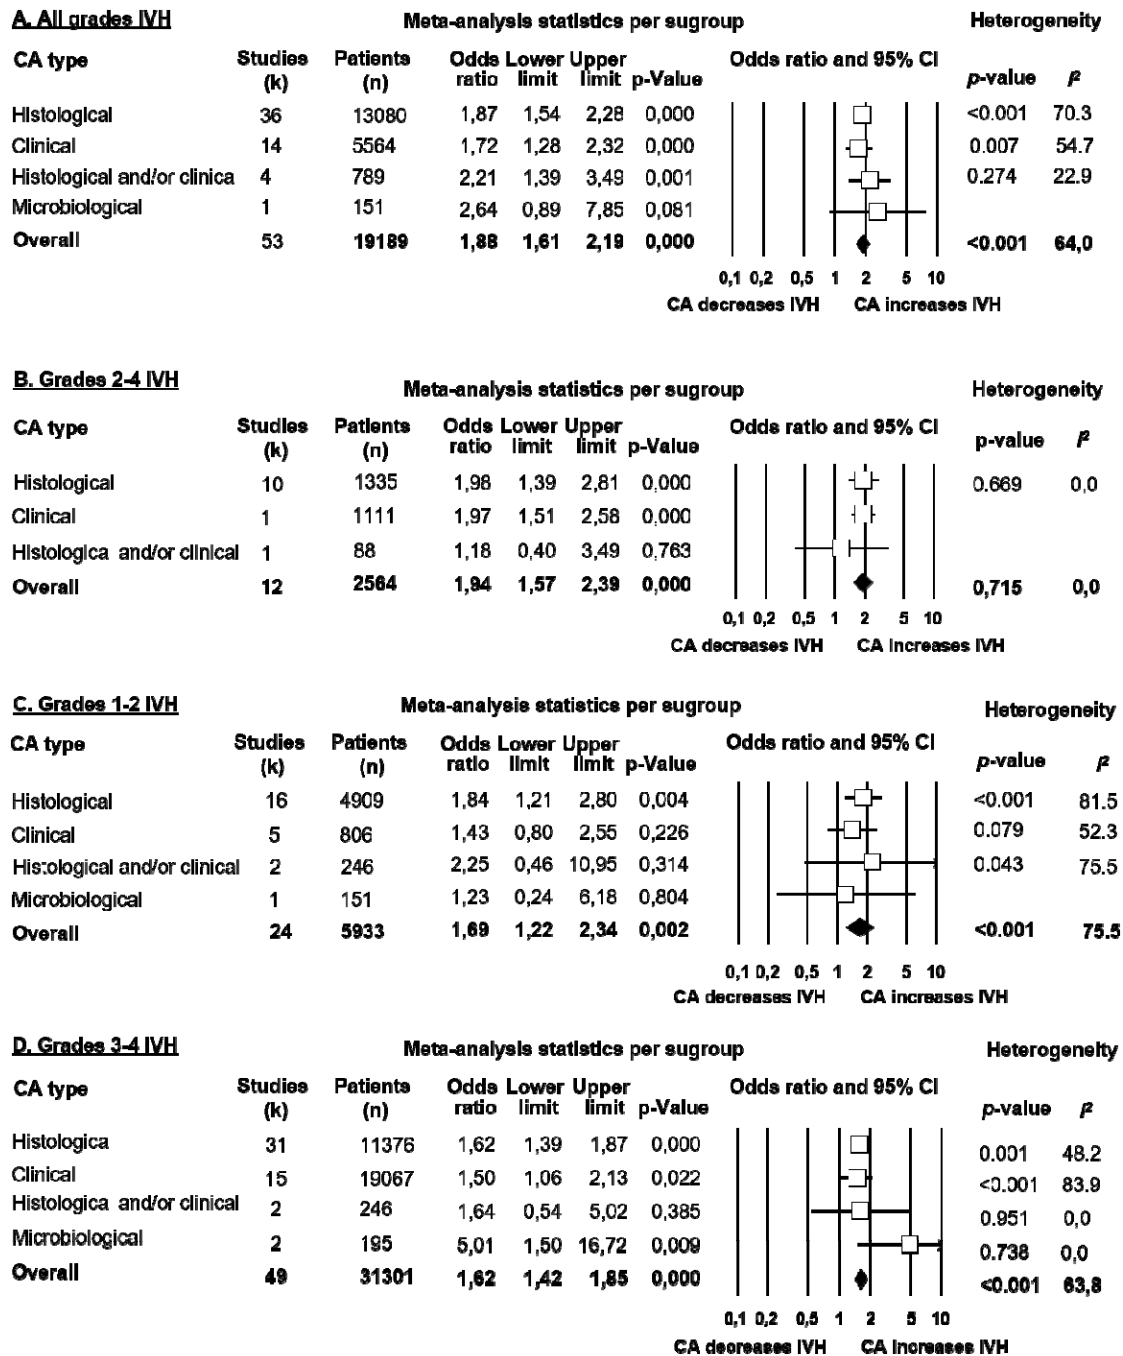 A. All grades IVH Meta-analysis statistics per sugroup Heterogeneity
CA type Studies Patients Odds Lower Upper Odds ratio and 95% CI
(k) (n) ratio limit limit p-Value p-value I²
Histological 36 13080 1,87 1,54 2,28 0,000 <0.001 70.3
Clinical 14 5564 1,72 1,28 2,32 0,000 0.007 54.7
Histological and/or clinica 4 789 2,21 1,39 3,49 0,001 0.274 22.9
Microbiological 1 151 2,64 0,89 7,85 0,081
Overall 53 19189 1,88 1,61 2,19 0,000 <0.001 64,0
0,1 0,2 0,5 1 2 5 10
CA decreases IVH CA increases IVH
B. Grades 2-4 IVH Meta-analysis statistics per sugroup Heterogeneity
CA type Studies Patients Odds Lower Upper Odds ratio and 95% CI
(k) (n) ratio limit limit p-Value p-value I²
Histological 10 1335 1,98 1,39 2,81 0,000 0.669 0,0
Clinical 1 1111 1,97 1,51 2,58 0,000
Histologica and/or clinical 1 88 1,18 0,40 3,49 0,763
Overall 12 2564 1,94 1,57 2,39 0,000 0,715 0,0
0,1 0,2 0,5 1 2 5 10
CA decreases IVH CA increases IVH
C. Grades 1-2 IVH Meta-analysis statistics per sugroup Heterogeneity
CA type Studies Patients Odds Lower Upper Odds ratio and 95% CI
(k) (n) ratio limit limit p-Value p-value I²
Histological 16 4909 1,84 1,21 2,80 0,004 <0.001 81.5
Clinical 5 806 1,43 0,80 2,55 0,226 0.079 52.3
Histological and/or clinical 2 246 2,25 0,46 10,95 0,314 0.043 75.5
Microbiological 1 151 1,23 0,24 6,18 0,804
Overall 24 5933 1,69 1,22 2,34 0,002 <0.001 75.5
0,1 0,2 0,5 1 2 5 10
CA decreases IVH CA increases IVH
D. Grades 3-4 IVH Meta-analysis statistics per sugroup Heterogeneity
CA type Studies Patients Odds Lower Upper Odds ratio and 95% CI
(k) (n) ratio limit limit p-Value p-value I²
Histologica 31 11376 1,62 1,39 1,87 0,000 0.001 48.2
Clinical 15 19067 1,50 1,06 2,13 0,022 <0.001 83.9
Histologica and/or clinical 2 246 1,64 0,54 5,02 0,385 0.951 0,0
Microbiological 2 195 5,01 1,50 16,72 0,009 0.738 0,0
Overall 49 31301 1,62 1,42 1,85 0,000 <0.001 63,8
0,1 0,2 0,5 1 2 5 10
CA decreases IVH CA increases IVH